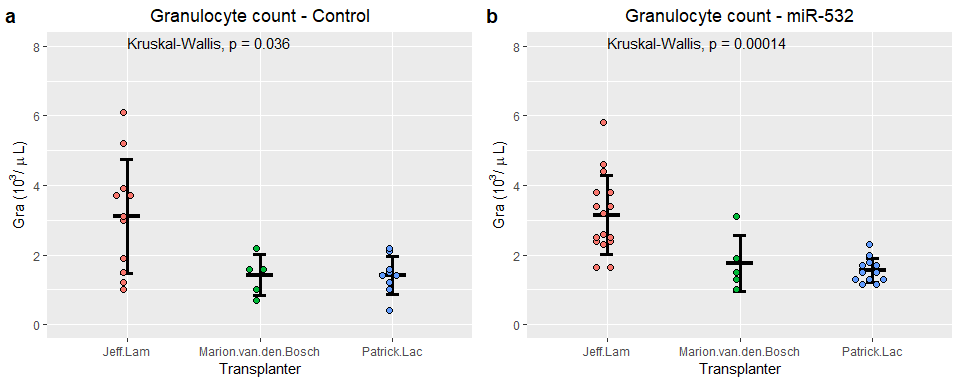 a
Granulocyte count - Control
Kruskal-Wallis, p = 0.036
8
6
4
2
0
Gra (10³/ μ L)
Jeff.Lam
Marion.van.den.Bosch
Patrick.Lac
Transplanter
b
Granulocyte count - miR-532
Kruskal-Wallis, p = 0.00014
8
6
4
2
0
Gra (10³/ μ L)
Jeff.Lam
Marion.van.den.Bosch
Patrick.Lac
Transplanter